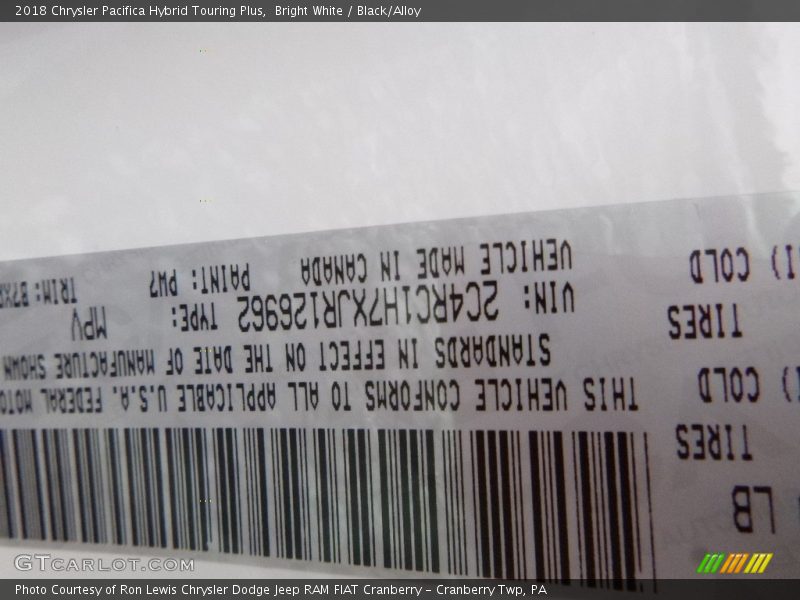 2018 Chrysler Pacifica Hybrid Touring Plus, Bright White / Black/Alloy
LB
TIRES
COLD
TIRES
COLD
THIS VEHICLE CONFORMS TO ALL APPLICABLE U.S.A. FEDERAL MOTO
STANDARDS IN EFFECT ON THE DATE OF MANUFACTURE SHOWN
VIN: 2C4RC1H7XJR126962 TYPE: MPV
VEHICLE MADE IN CANADA PAINT: PW7 TRIM:
GTCARLOT.COM
Photo Courtesy of Ron Lewis Chrysler Dodge Jeep RAM FIAT Cranberry – Cranberry Twp, PA